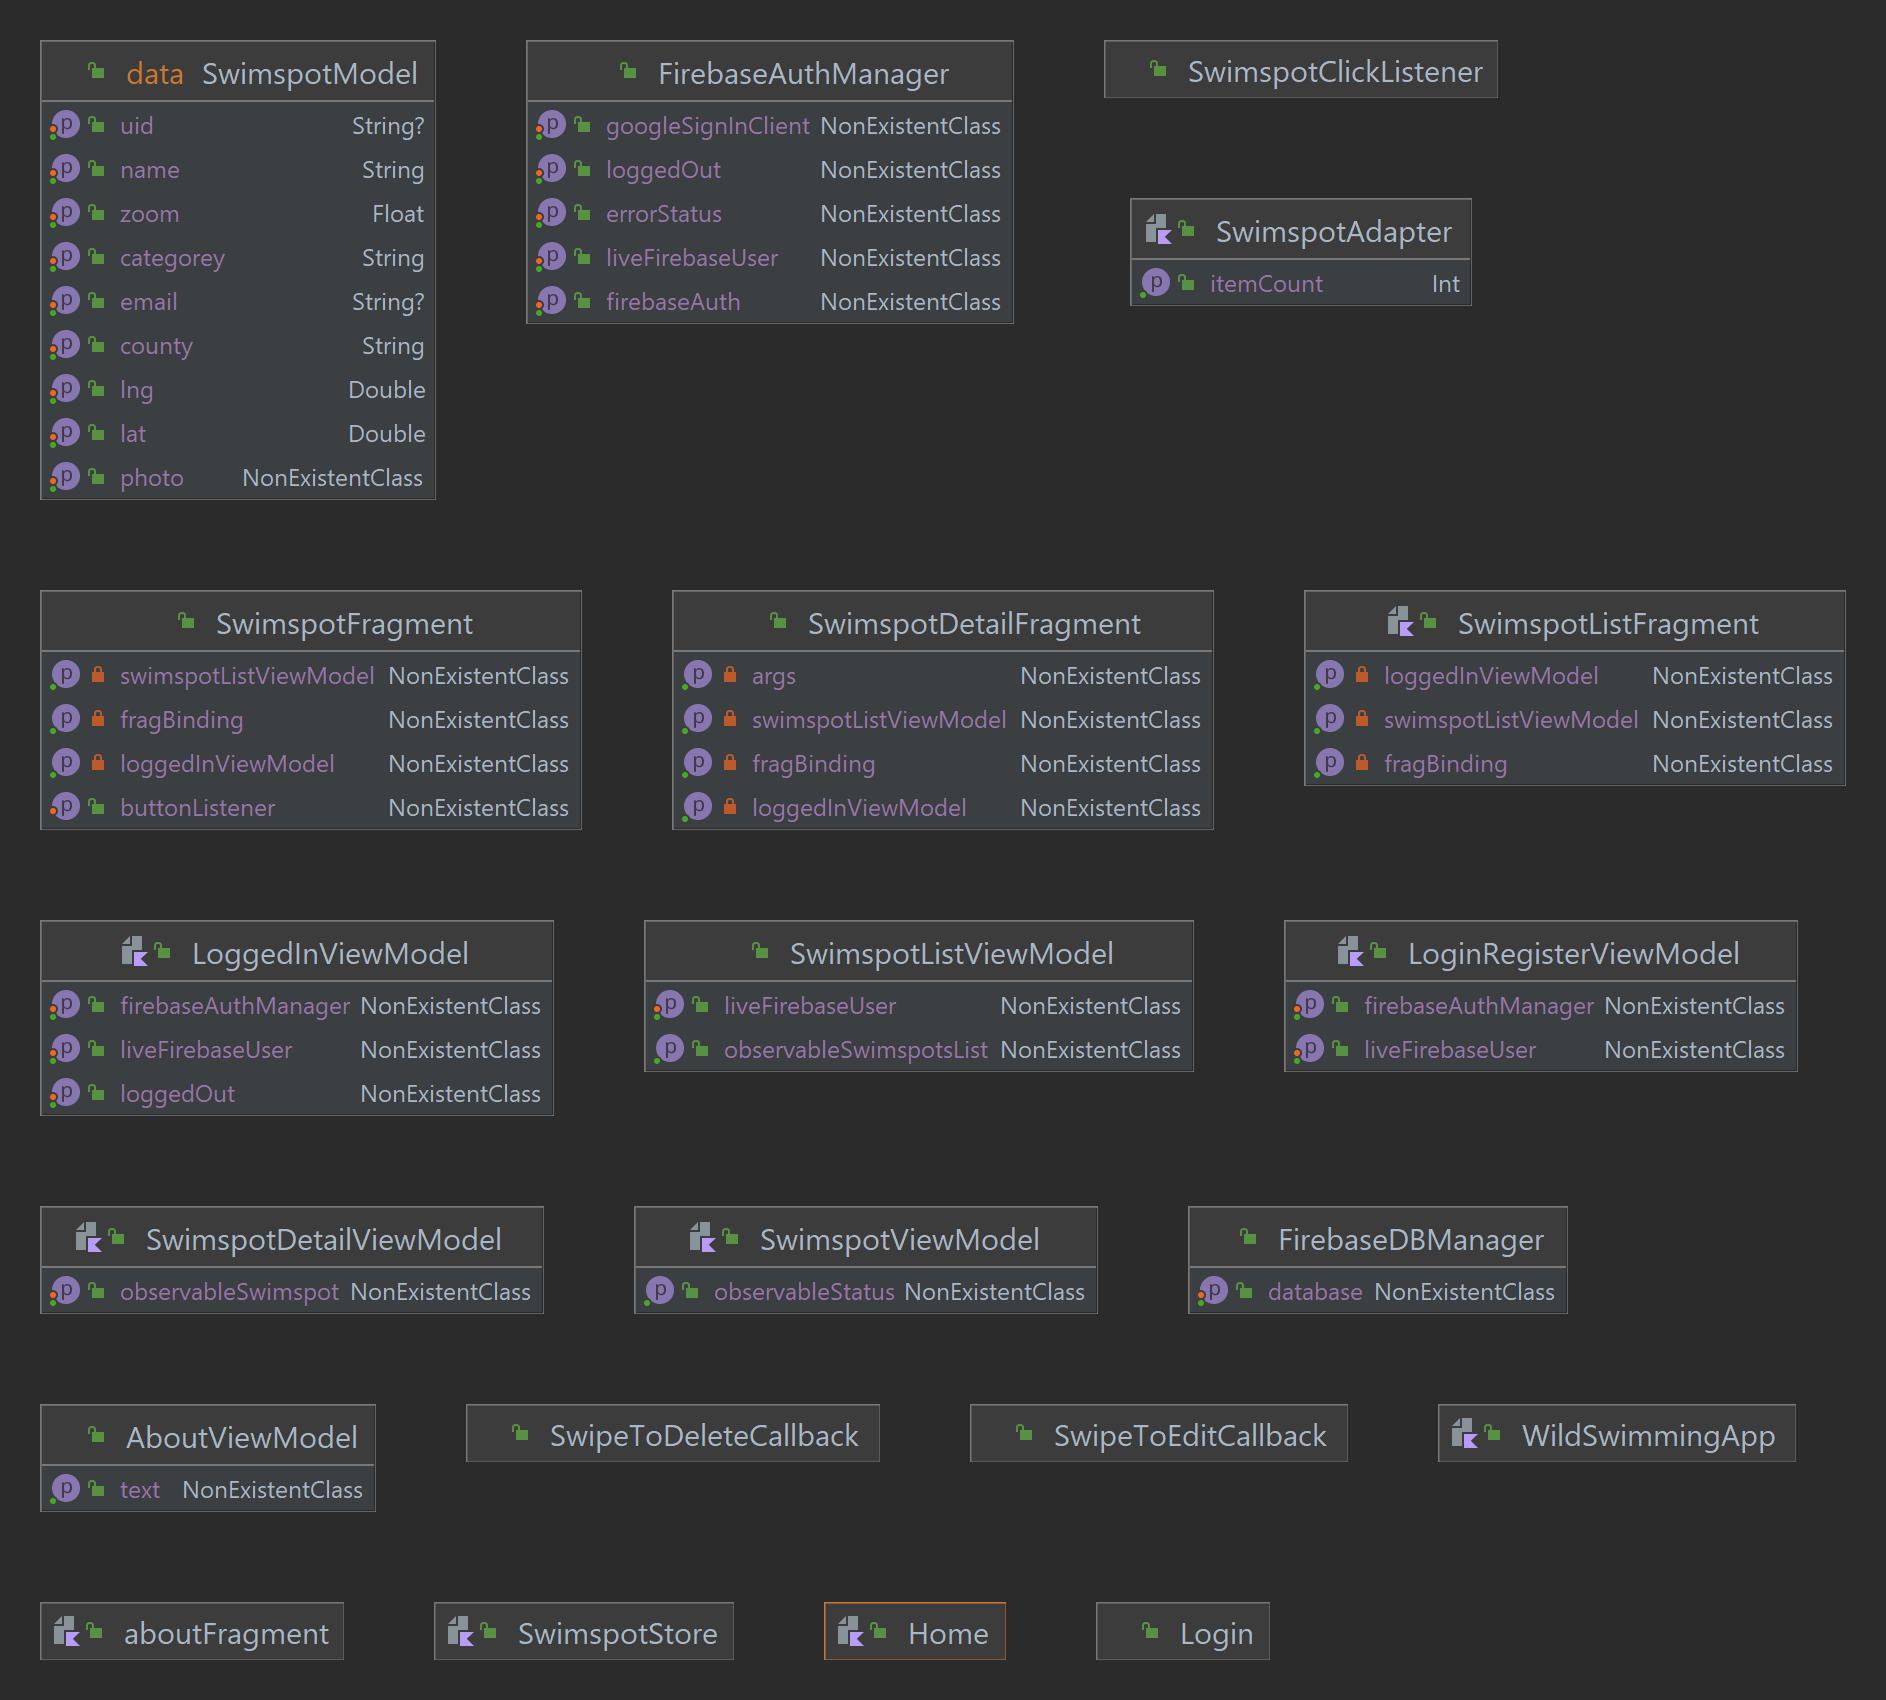 data SwimspotModel
uid String?
name String
zoom Float
categorey String
email String?
county String
lng Double
lat Double
photo NonExistentClass
FirebaseAuthManager
googleSignInClient NonExistentClass
loggedOut NonExistentClass
errorStatus NonExistentClass
liveFirebaseUser NonExistentClass
firebaseAuth NonExistentClass
SwimspotClickListener
SwimspotAdapter
itemCount Int
SwimspotFragment
swimspotListViewModel NonExistentClass
fragBinding NonExistentClass
loggedInViewModel NonExistentClass
buttonListener NonExistentClass
SwimspotDetailFragment
args NonExistentClass
swimspotListViewModel NonExistentClass
fragBinding NonExistentClass
loggedInViewModel NonExistentClass
SwimspotListFragment
loggedInViewModel NonExistentClass
swimspotListViewModel NonExistentClass
fragBinding NonExistentClass
LoggedInViewModel
firebaseAuthManager NonExistentClass
liveFirebaseUser NonExistentClass
loggedOut NonExistentClass
SwimspotListViewModel
liveFirebaseUser NonExistentClass
observableSwimspotsList NonExistentClass
LoginRegisterViewModel
firebaseAuthManager NonExistentClass
liveFirebaseUser NonExistentClass
SwimspotDetailViewModel
observableSwimspot NonExistentClass
SwimspotViewModel
observableStatus NonExistentClass
FirebaseDBManager
database NonExistentClass
AboutViewModel
text NonExistentClass
SwipeToDeleteCallback
SwipeToEditCallback
WildSwimmingApp
aboutFragment
SwimspotStore
Home
Login